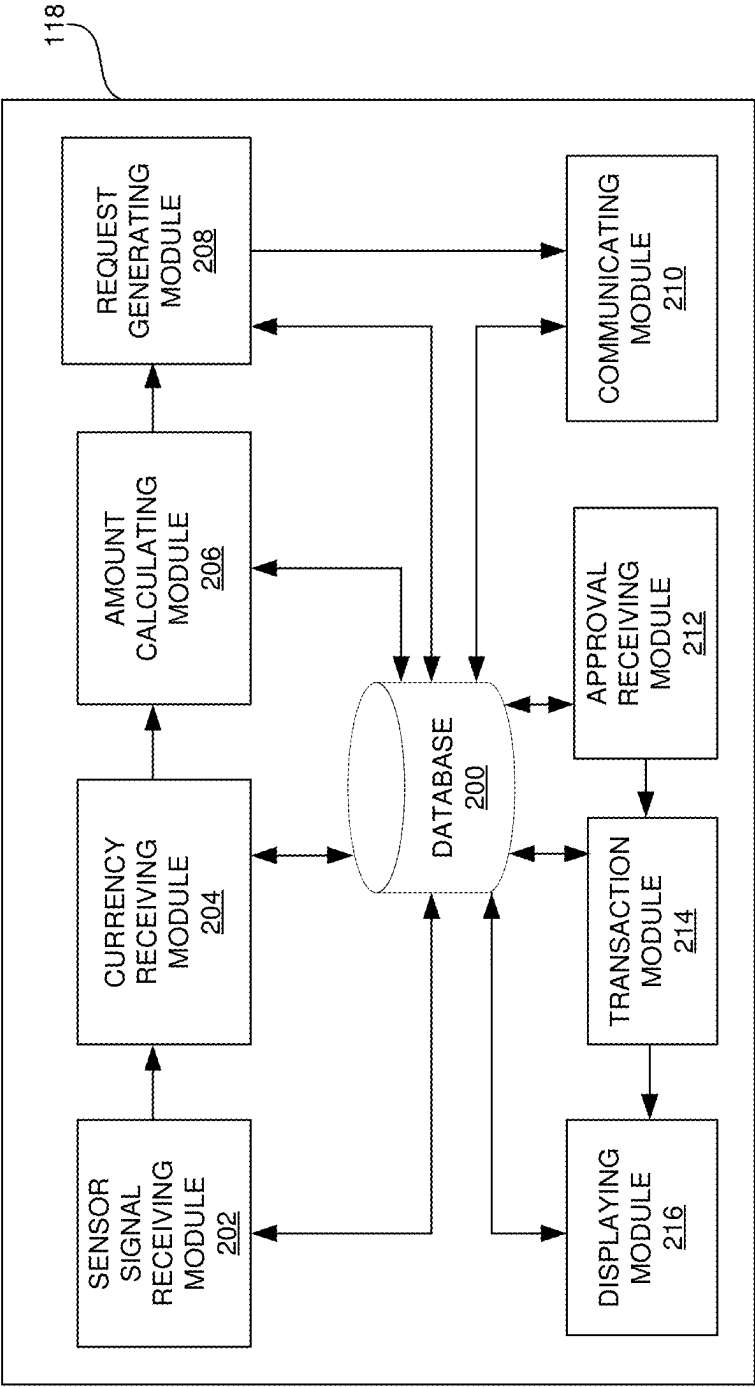 118
SENSOR
SIGNAL
RECEIVING
MODULE
202
CURRENCY
RECEIVING
MODULE
204
AMOUNT
CALCULATING
MODULE
206
REQUEST
GENERATING
MODULE
208
DATABASE
200
DISPLAYING
MODULE
216
TRANSACTION
MODULE
214
APPROVAL
RECEIVING
MODULE
212
COMMUNICATING
MODULE
210